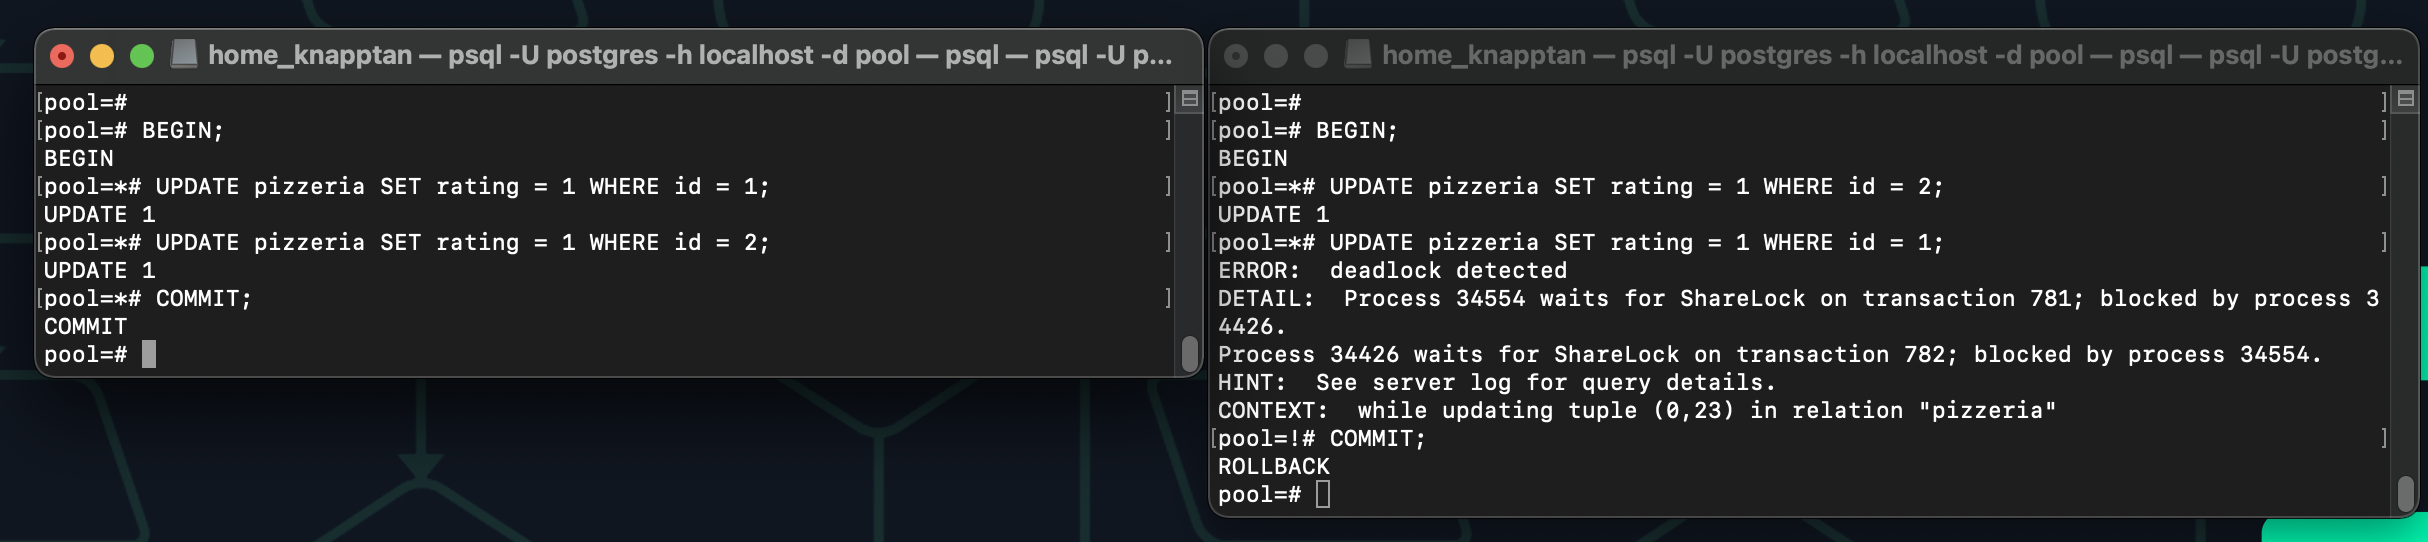 home_knapptan — psql -U postgres -h localhost -d pool — psql — psql -U p...
[pool=# ]
[pool=# BEGIN; ]
BEGIN
[pool=*# UPDATE pizzeria SET rating = 1 WHERE id = 1; ]
UPDATE 1
[pool=*# UPDATE pizzeria SET rating = 1 WHERE id = 2; ]
UPDATE 1
[pool=*# COMMIT; ]
COMMIT
pool=#
home_knapptan — psql -U postgres -h localhost -d pool — psql — psql -U postg...
[pool=# ]
[pool=# BEGIN; ]
BEGIN
[pool=*# UPDATE pizzeria SET rating = 1 WHERE id = 2; ]
UPDATE 1
[pool=*# UPDATE pizzeria SET rating = 1 WHERE id = 1; ]
ERROR:  deadlock detected
DETAIL:  Process 34554 waits for ShareLock on transaction 781; blocked by process 3
4426.
Process 34426 waits for ShareLock on transaction 782; blocked by process 34554.
HINT:  See server log for query details.
CONTEXT:  while updating tuple (0,23) in relation "pizzeria"
[pool=!# COMMIT; ]
ROLLBACK
pool=#